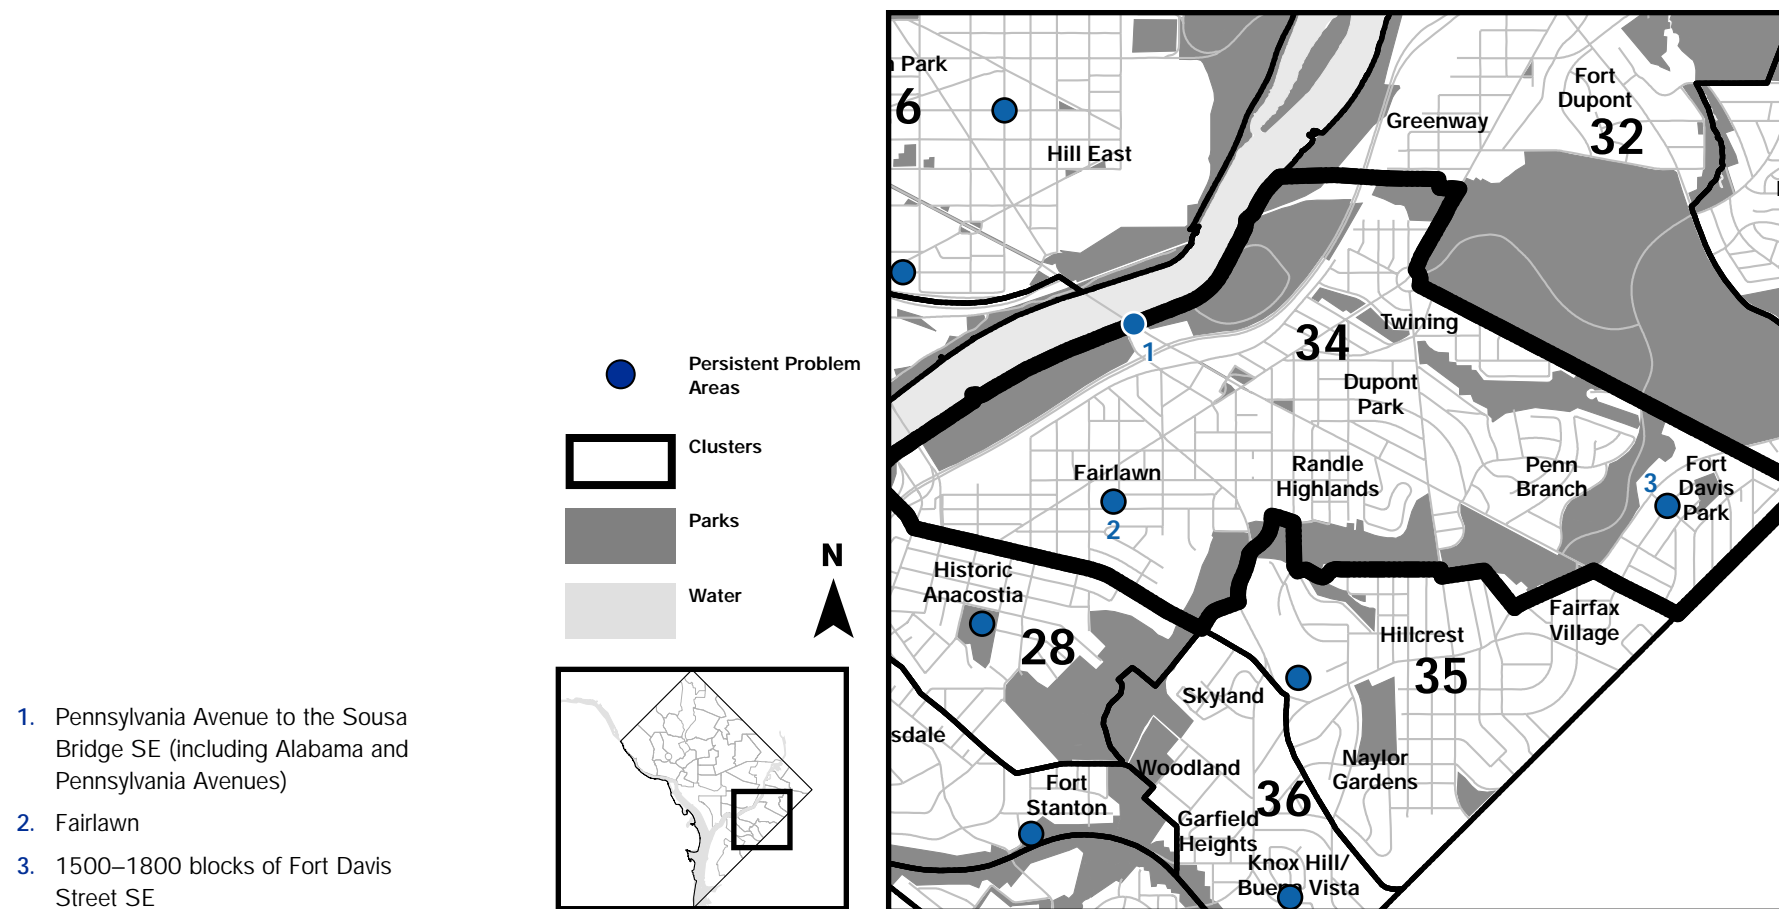 Persistent Problem
Areas
Clusters
Parks
Water
N
1. Pennsylvania Avenue to the Sousa
Bridge SE (including Alabama and
Pennsylvania Avenues)
2. Fairlawn
3. 1500–1800 blocks of Fort Davis
Street SE
Park
6
Hill East
Greenway
Fort
Dupont
32
1
34
Twining
Dupont
Park
Fairlawn
2
Randle
Highlands
Penn
Branch
3
Fort
Davis
Park
Historic
Anacostia
28
Fairfax
Village
Hillcrest
35
Skyland
sdale
Woodland
Naylor
Gardens
Fort
Stanton
36
Garfield
Heights
Knox Hill/
Buena Vista